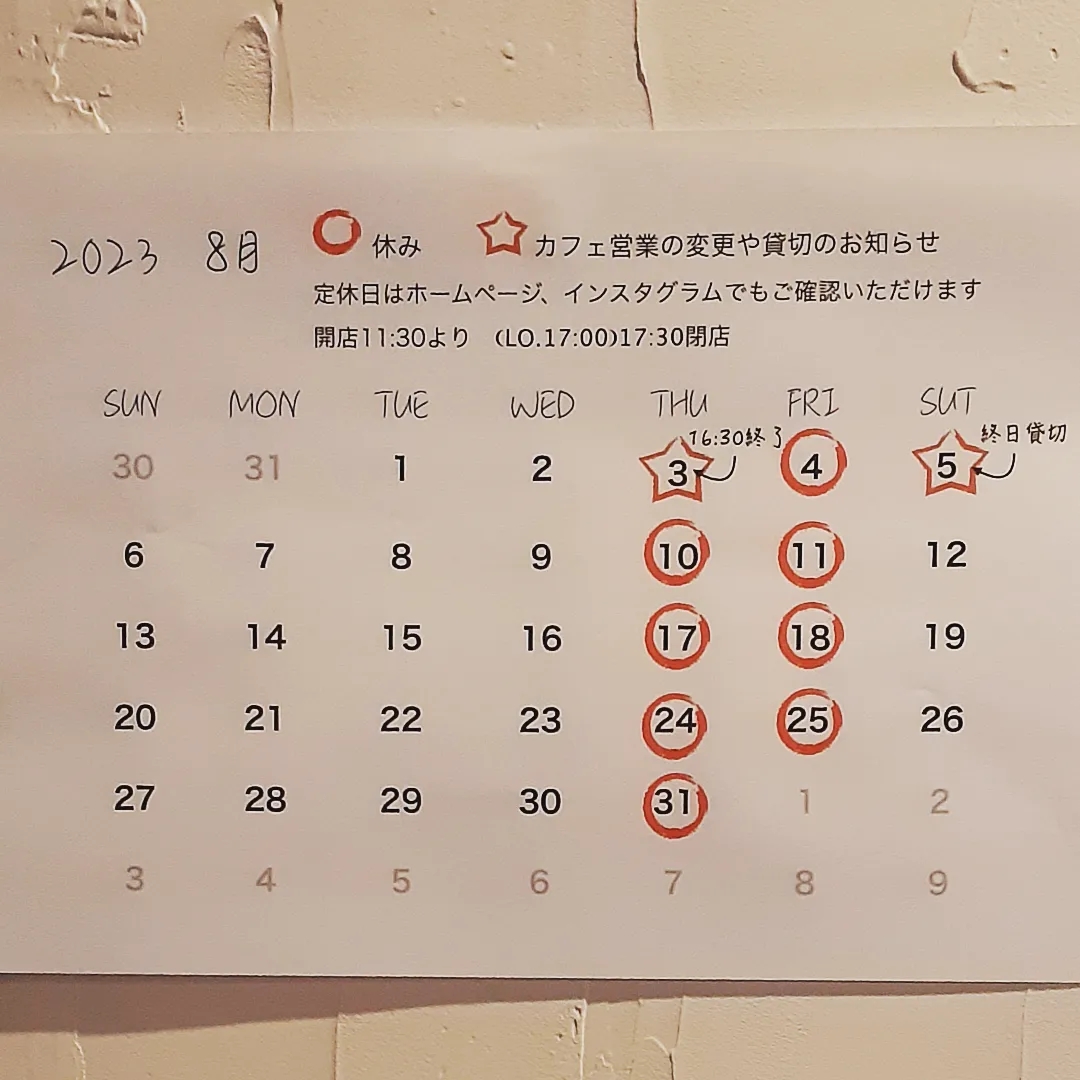 2023 8月
休み カフェ営業の変更や貸切のお知らせ
定休日はホームページ、インスタグラムでもご確認いただけます
開店11:30より (LO.17:00)17:30閉店
SUN MON TUE WED THU FRI SUT
16:30終了 終日貸切
30 31 1 2 3 4 5
6 7 8 9 10 11 12
13 14 15 16 17 18 19
20 21 22 23 24 25 26
27 28 29 30 31 1 2
3 4 5 6 7 8 9